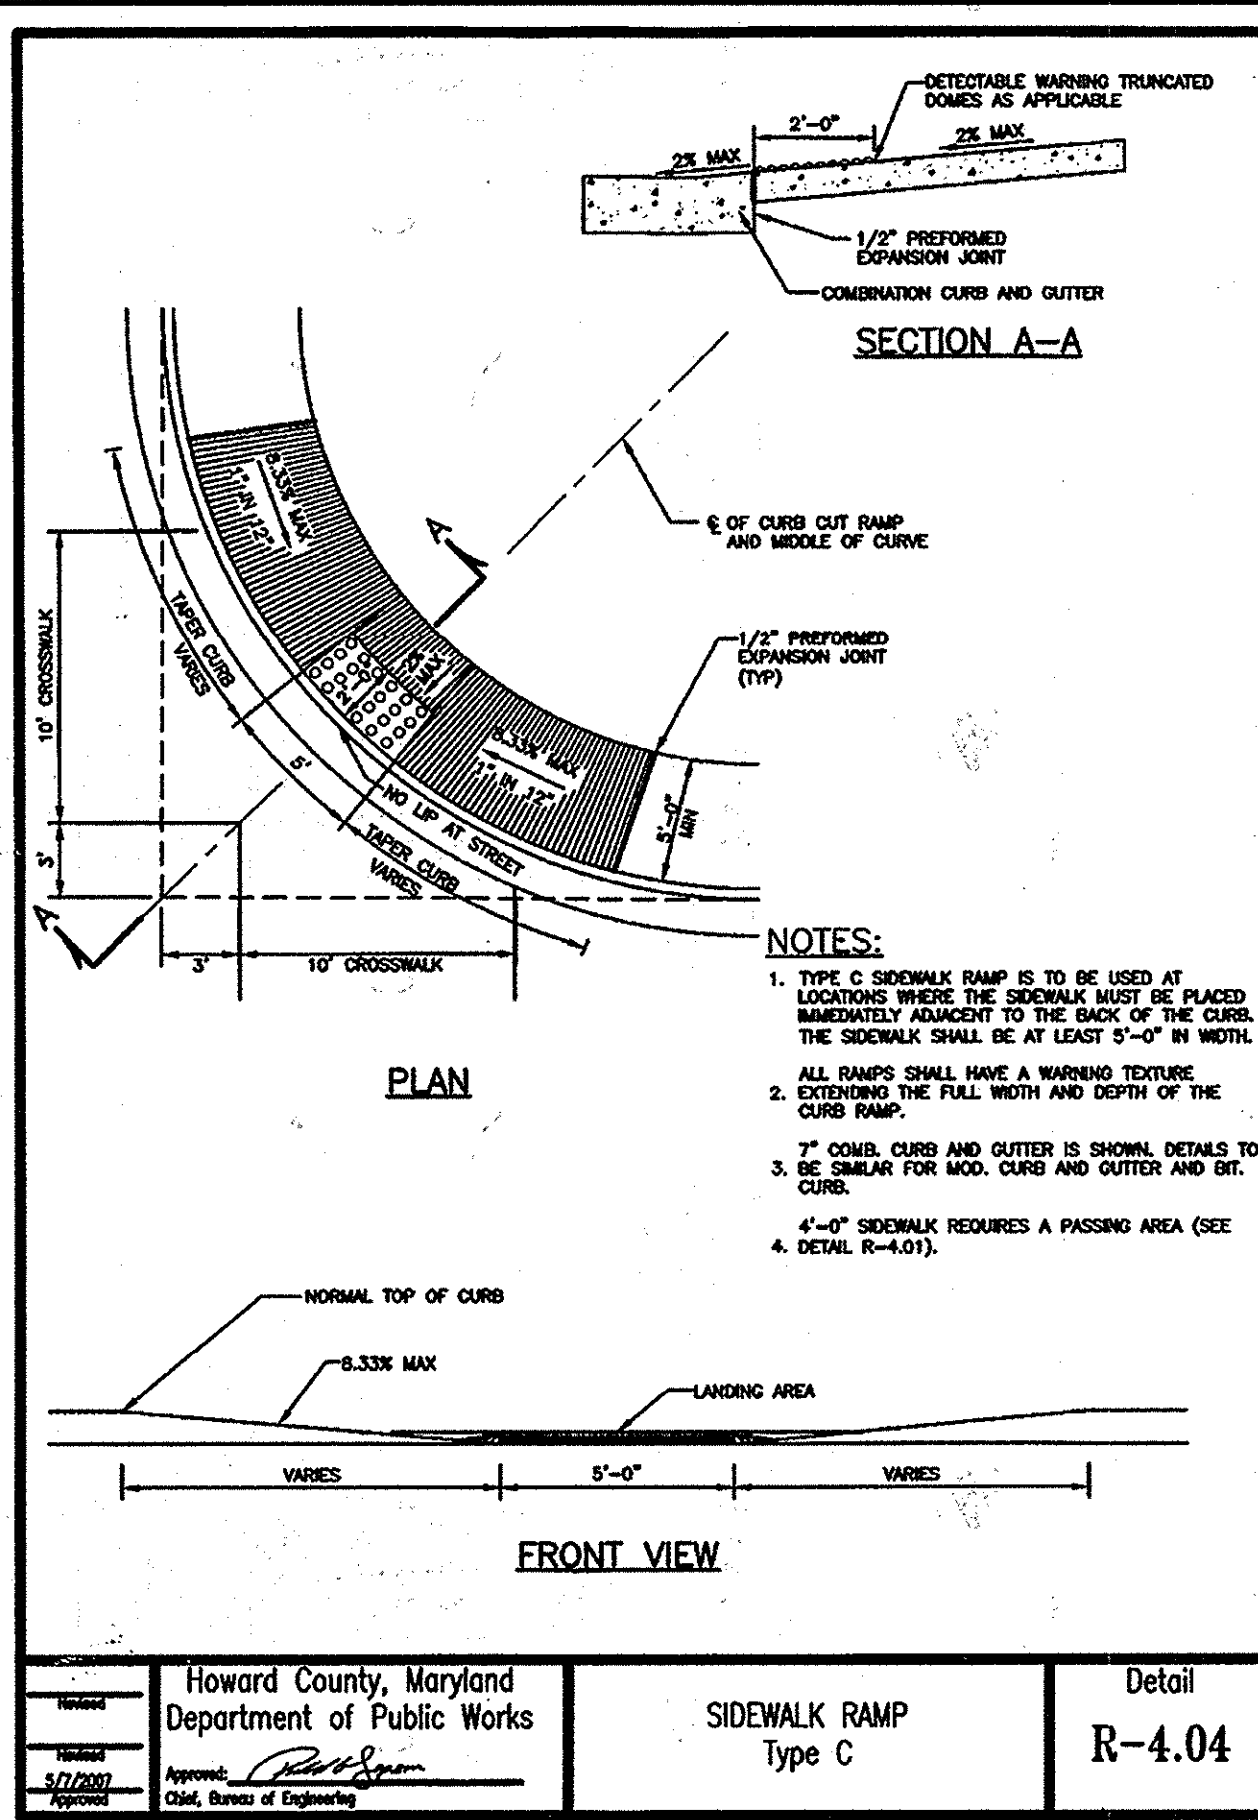 DETECTABLE WARNING TRUNCATED
DOMES AS APPLICABLE
2'-0"
2% MAX
2% MAX
1/2" PREFORMED
EXPANSION JOINT
COMBINATION CURB AND GUTTER
SECTION A-A
8.33% MAX
1" IN 12"
A
℄ OF CURB CUT RAMP
AND MIDDLE OF CURVE
10' CROSSWALK
TAPER CURB
VARIES
2'
2%
MAX
1/2" PREFORMED
EXPANSION JOINT
(TYP)
8.33% MAX
1" IN 12"
5'
NO LIP AT STREET
5'-0"
MIN
TAPER CURB
VARIES
3'
A
3'
10' CROSSWALK
PLAN
NOTES:
1. TYPE C SIDEWALK RAMP IS TO BE USED AT
LOCATIONS WHERE THE SIDEWALK MUST BE PLACED
IMMEDIATELY ADJACENT TO THE BACK OF THE CURB.
THE SIDEWALK SHALL BE AT LEAST 5'-0" IN WIDTH.
ALL RAMPS SHALL HAVE A WARNING TEXTURE
2. EXTENDING THE FULL WIDTH AND DEPTH OF THE
CURB RAMP.
7" COMB. CURB AND GUTTER IS SHOWN. DETAILS TO
3. BE SIMILAR FOR MOD. CURB AND GUTTER AND BIT.
CURB.
4'-0" SIDEWALK REQUIRES A PASSING AREA (SEE
4. DETAIL R-4.01).
NORMAL TOP OF CURB
8.33% MAX
LANDING AREA
VARIES
5'-0"
VARIES
FRONT VIEW
Revised
Revised
5/7/2007
Approved
Howard County, Maryland
Department of Public Works
Approved:
Chief, Bureau of Engineering
SIDEWALK RAMP
Type C
Detail
R-4.04